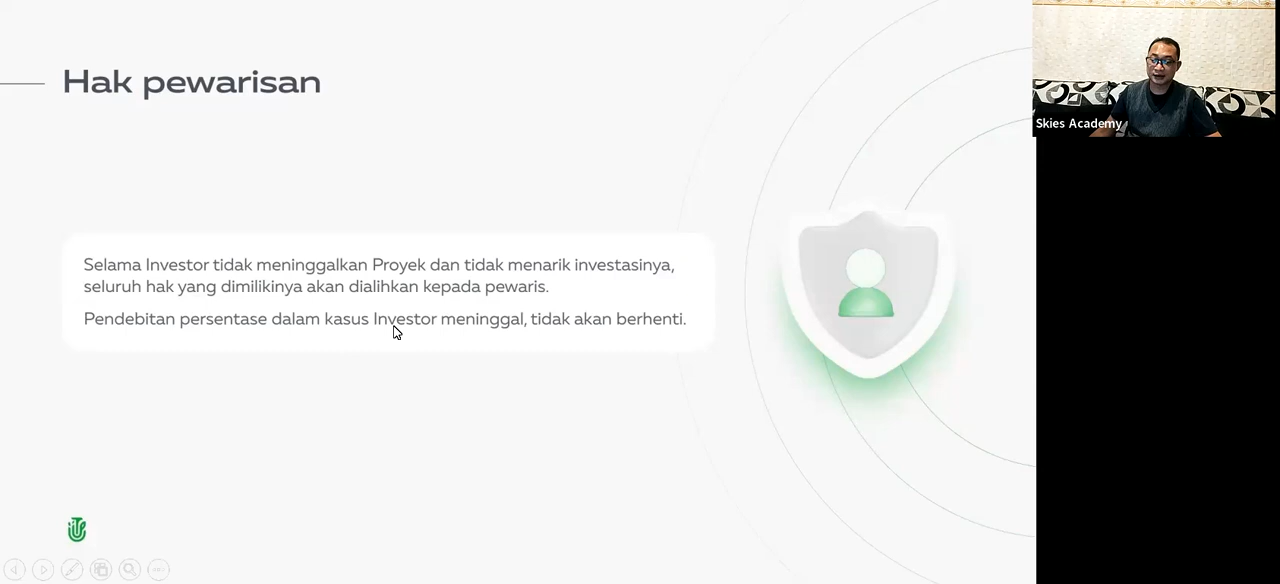 Hak pewarisan
Skies Academy
Selama Investor tidak meninggalkan Proyek dan tidak menarik investasinya,
seluruh hak yang dimilikinya akan dialihkan kepada pewaris.
Pendebitan persentase dalam kasus Investor meninggal, tidak akan berhenti.